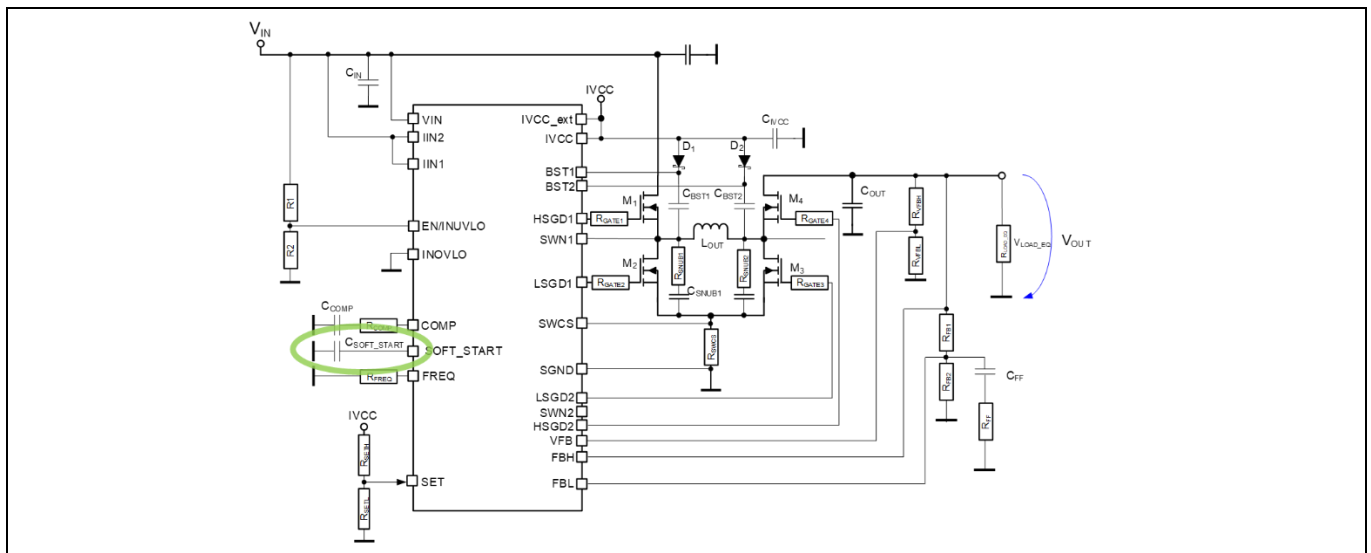 VIN
CIN
IVCC
VIN
IVCC_ext
CIVCC
IIN2
IVCC
IIN1
D1
D2
BST1
BST2
CBST1
CBST2
M1
M4
COUT
R1
HSGD1
RGATE1
RGATE4
RVFBH
EN/INUVLO
SWN1
LOUT
VLOAD_EQ
VOUT
R2
RVFBL
INOVLO
M2
RSNUB1
RSNUB2
M3
LSGD1
RGATE2
CSNUB1
RGATE3
CCOMP
COMP
SWCS
RFB1
CSOFT_START
SOFT_START
RSWCS
RFREQ
FREQ
SGND
CFF
RFB2
LSGD2
IVCC
SWN2
HSGD2
RFF
RSETH
VFB
FBH
SET
FBL
RSETL